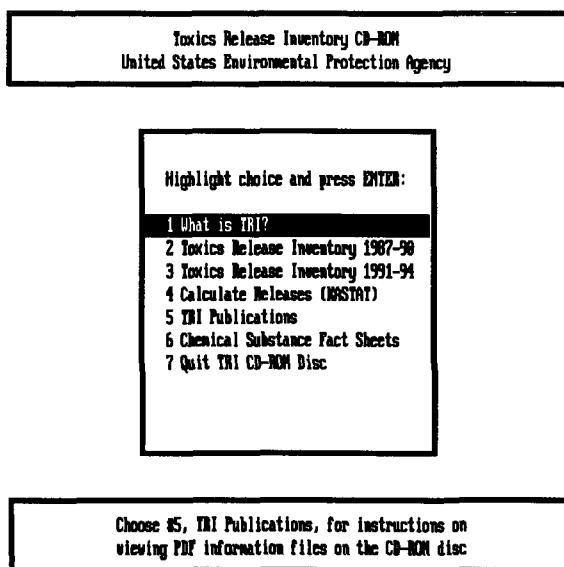 Toxics Release Inventory CD-ROM
United States Environmental Protection Agency
Highlight choice and press ENTER:
1 What is TRI?
2 Toxics Release Inventory 1987-90
3 Toxics Release Inventory 1991-94
4 Calculate Releases (NASTAT)
5 TRI Publications
6 Chemical Substance Fact Sheets
7 Quit TRI CD-ROM Disc
Choose #5, TRI Publications, for instructions on
viewing PDF information files on the CD-ROM disc